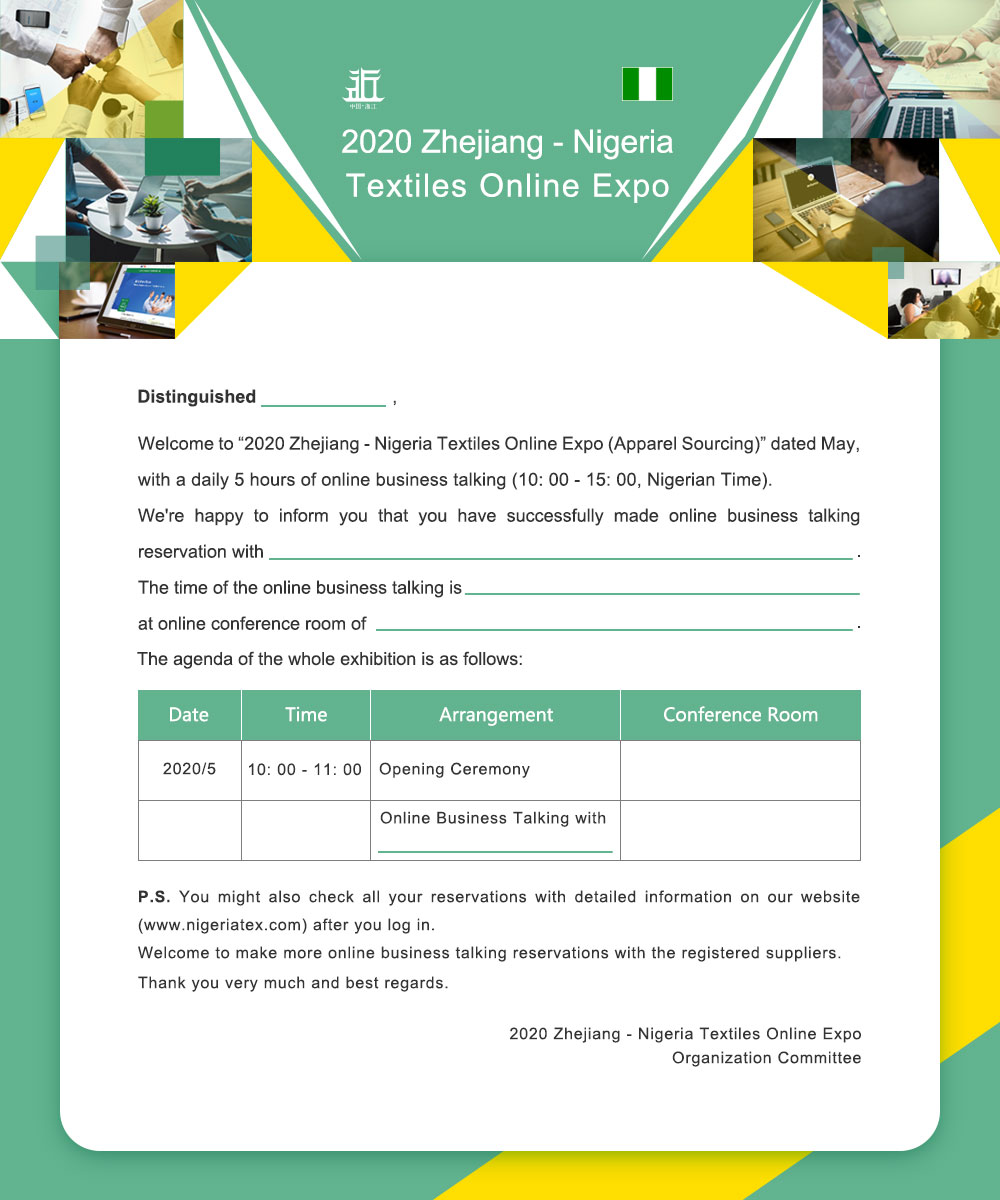 中国·浙江
2020 Zhejiang - Nigeria
Textiles Online Expo
Distinguished ,
Welcome to “2020 Zhejiang - Nigeria Textiles Online Expo (Apparel Sourcing)” dated May,
with a daily 5 hours of online business talking (10: 00 - 15: 00, Nigerian Time).
We're happy to inform you that you have successfully made online business talking
reservation with .
The time of the online business talking is
at online conference room of .
The agenda of the whole exhibition is as follows:
Date Time Arrangement Conference Room
2020/5 10: 00 - 11: 00 Opening Ceremony
Online Business Talking with
P.S. You might also check all your reservations with detailed information on our website
(www.nigeriatex.com) after you log in.
Welcome to make more online business talking reservations with the registered suppliers.
Thank you very much and best regards.
2020 Zhejiang - Nigeria Textiles Online Expo
Organization Committee